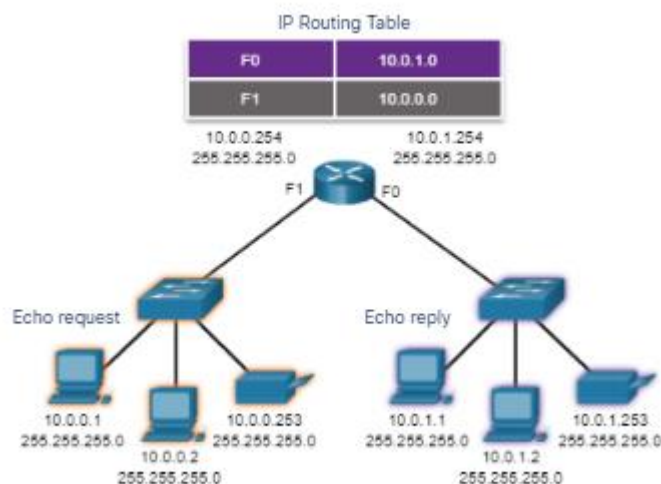 IP Routing Table
F0 10.0.1.0
F1 10.0.0.0
10.0.0.254 10.0.1.254
255.255.255.0 255.255.255.0
F1 F0
Echo request Echo reply
10.0.0.1 10.0.0.253 10.0.1.1 10.0.1.253
255.255.255.0 255.255.255.0 255.255.255.0 255.255.255.0
10.0.0.2 10.0.1.2
255.255.255.0 255.255.255.0